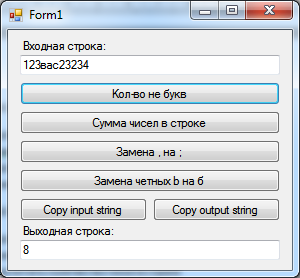 Form1
Входная строка:
123вас23234
Кол-во не букв
Сумма чисел в строке
Замена , на ;
Замена четных b на б
Copy input string Copy output string
Выходная строка:
8